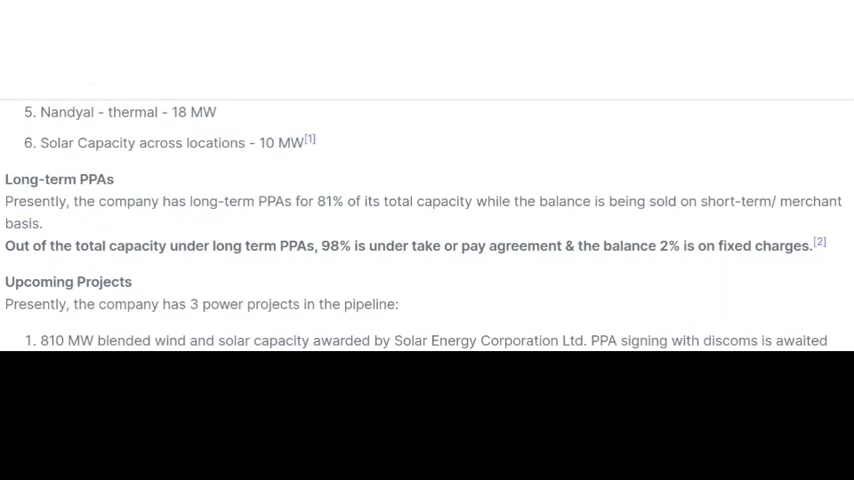 5. Nandyal - thermal - 18 MW
6. Solar Capacity across locations - 10 MW[1]
Long-term PPAs
Presently, the company has long-term PPAs for 81% of its total capacity while the balance is being sold on short-term/ merchant
basis.
Out of the total capacity under long term PPAs, 98% is under take or pay agreement & the balance 2% is on fixed charges.[2]
Upcoming Projects
Presently, the company has 3 power projects in the pipeline:
1. 810 MW blended wind and solar capacity awarded by Solar Energy Corporation Ltd. PPA signing with discoms is awaited